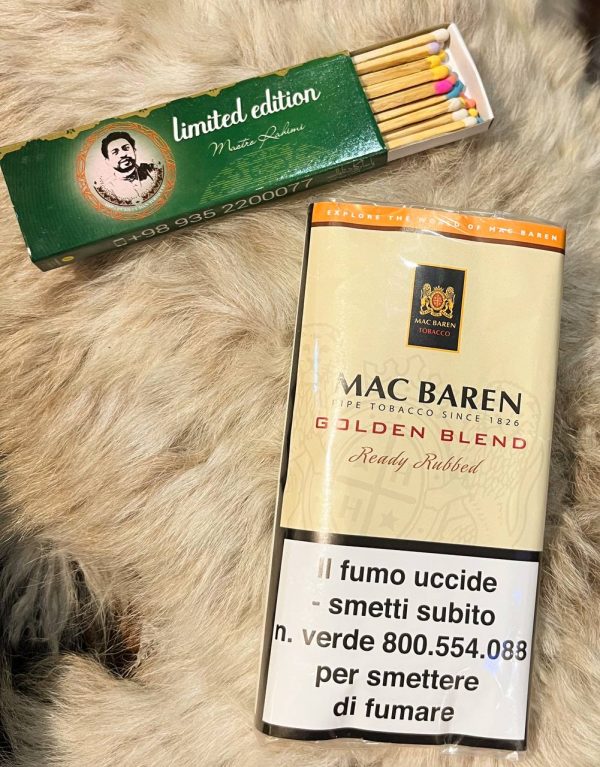 limited edition
Mostro Rahimi
+98 935 2200077
EXPLORE THE WORLD OF MAC BAREN
MAC BAREN
TOBACCO
MAC BAREN
PIPE TOBACCO SINCE 1826
GOLDEN BLEND
Ready Rubbed
Il fumo uccide
- smetti subito
n. verde 800.554.088
per smettere
di fumare